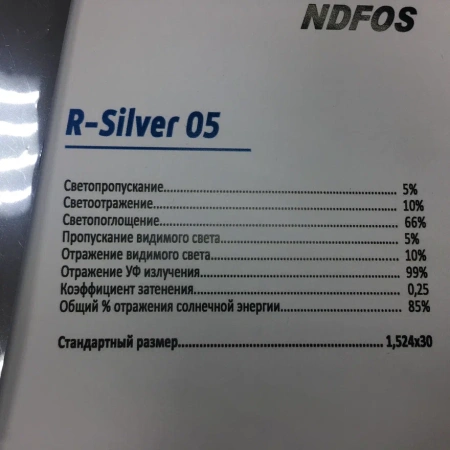 NDFOS
R-Silver 05
Светопропускание........................................................ 5%
Светоотражение.......................................................... 10%
Светопоглощение......................................................... 66%
Пропускание видимого света........................................ 5%
Отражение видимого света........................................... 10%
Отражение УФ излучения............................................... 99%
Коэффициент затенения................................................ 0,25
Общий % отражения солнечной энергии........................ 85%
Стандартный размер.................................................. 1,524x30